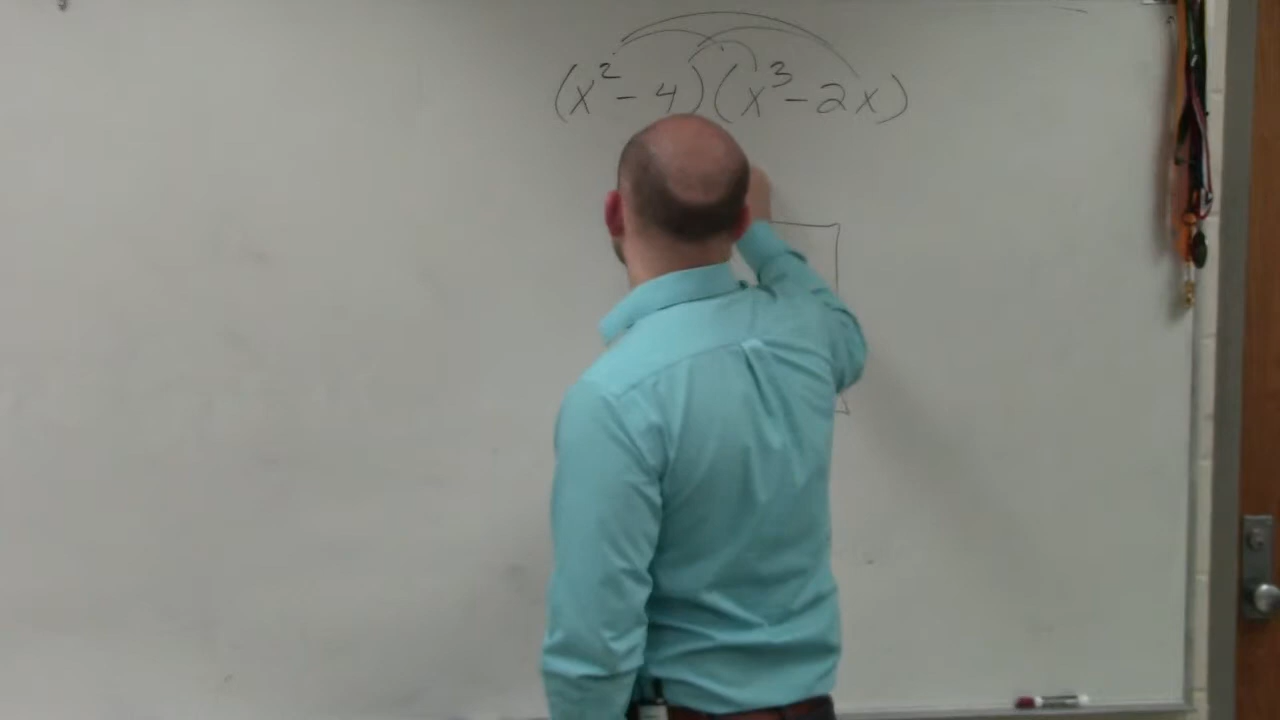 (x² - 4)(x³ - 2x)